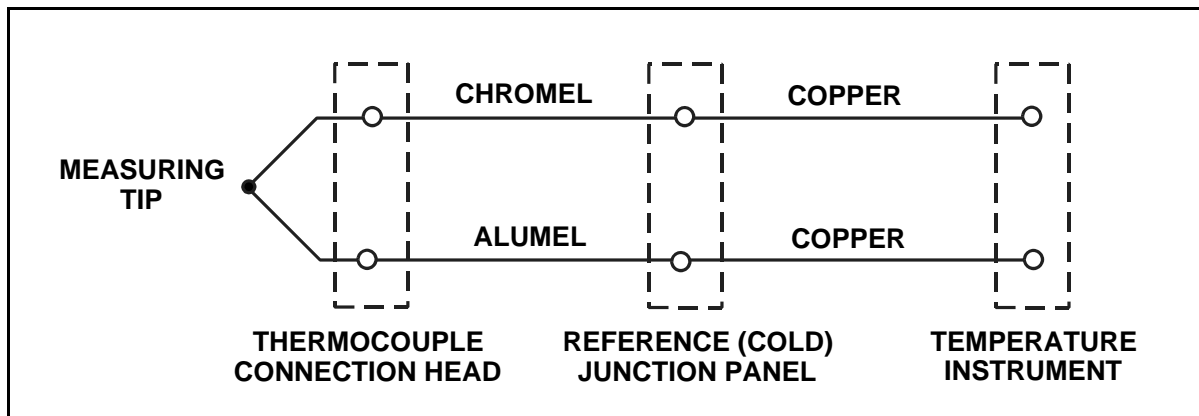 CHROMEL
COPPER
MEASURING
TIP
ALUMEL
COPPER
THERMOCOUPLE
CONNECTION HEAD
REFERENCE (COLD)
JUNCTION PANEL
TEMPERATURE
INSTRUMENT